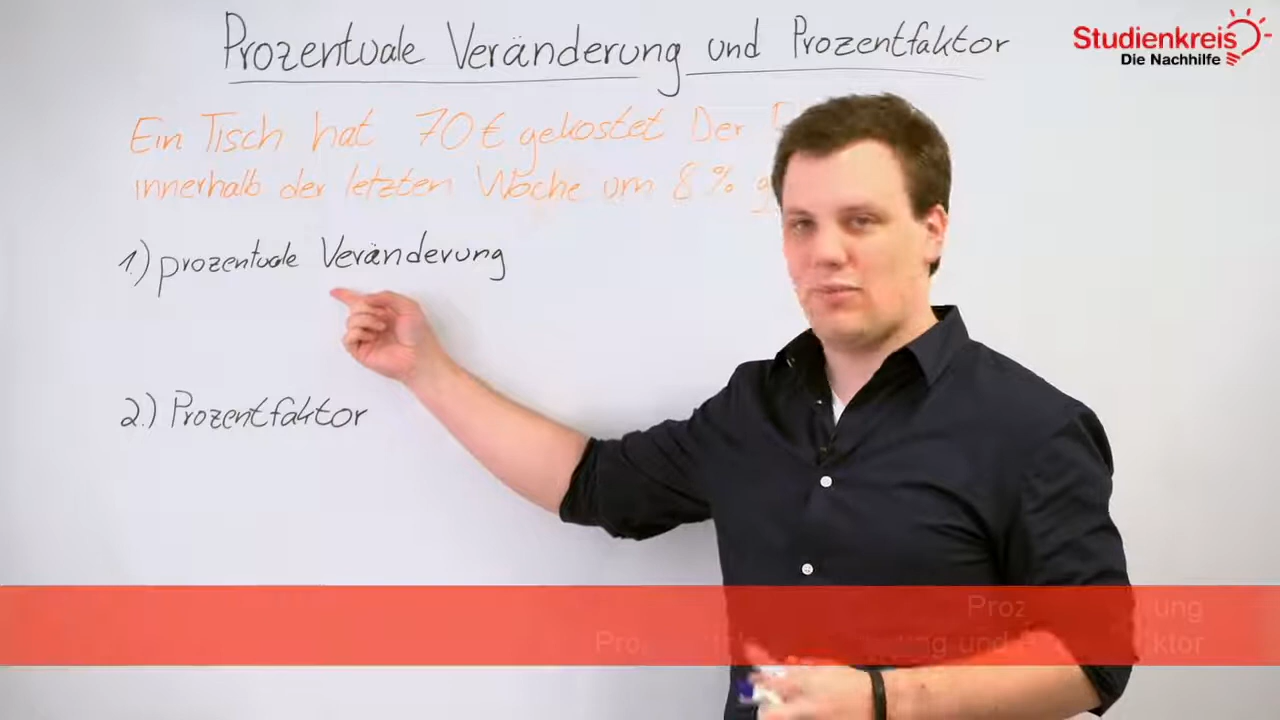 Prozentuale Veränderung und Prozentfaktor
Studienkreis
Die Nachhilfe
Ein Tisch hat 70 € gekostet Der
innerhalb der letzten Woche um 8 %
1.) prozentuale Veränderung
2.) Prozentfaktor